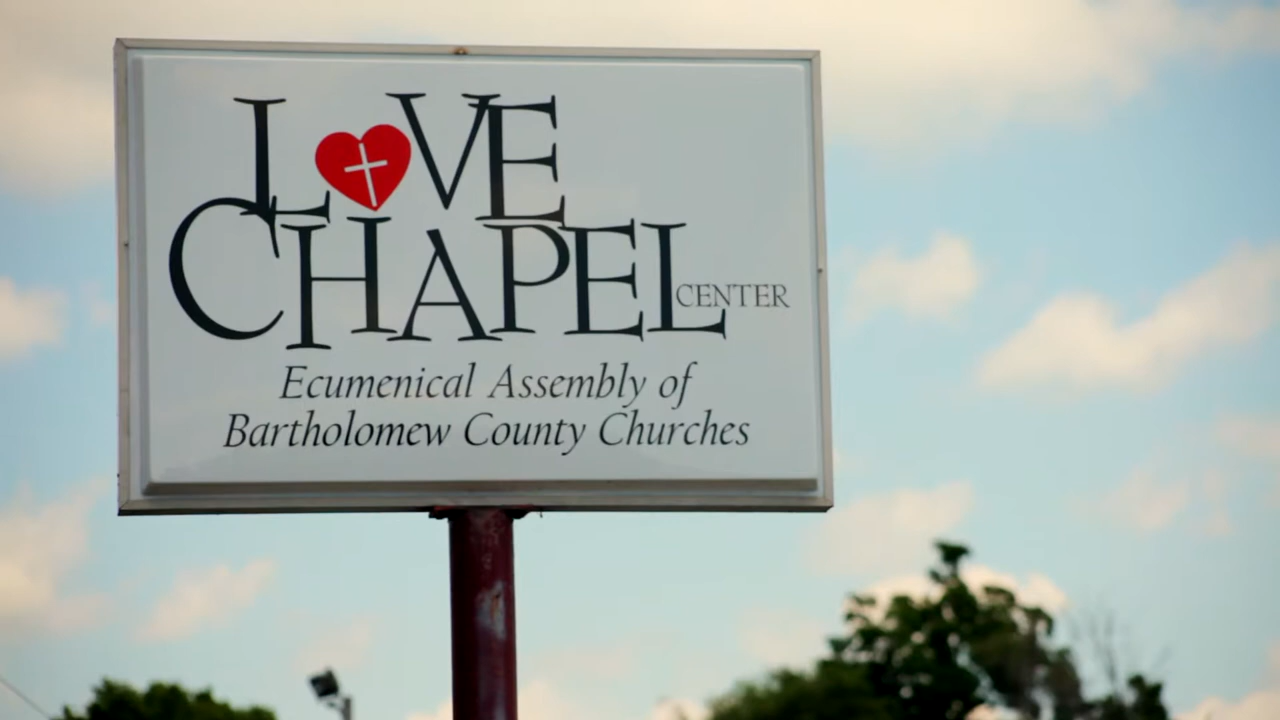 LOVE
CHAPEL CENTER
Ecumenical Assembly of
Bartholomew County Churches